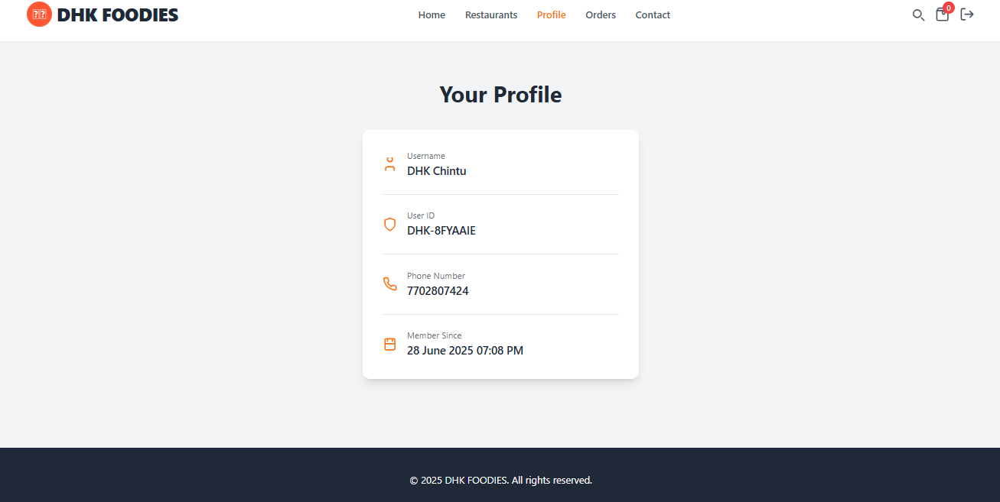 DHK FOODIES
Home Restaurants Profile Orders Contact
0
Your Profile
Username
DHK Chintu
User ID
DHK-8FYAAIE
Phone Number
7702807424
Member Since
28 June 2025 07:08 PM
© 2025 DHK FOODIES. All rights reserved.